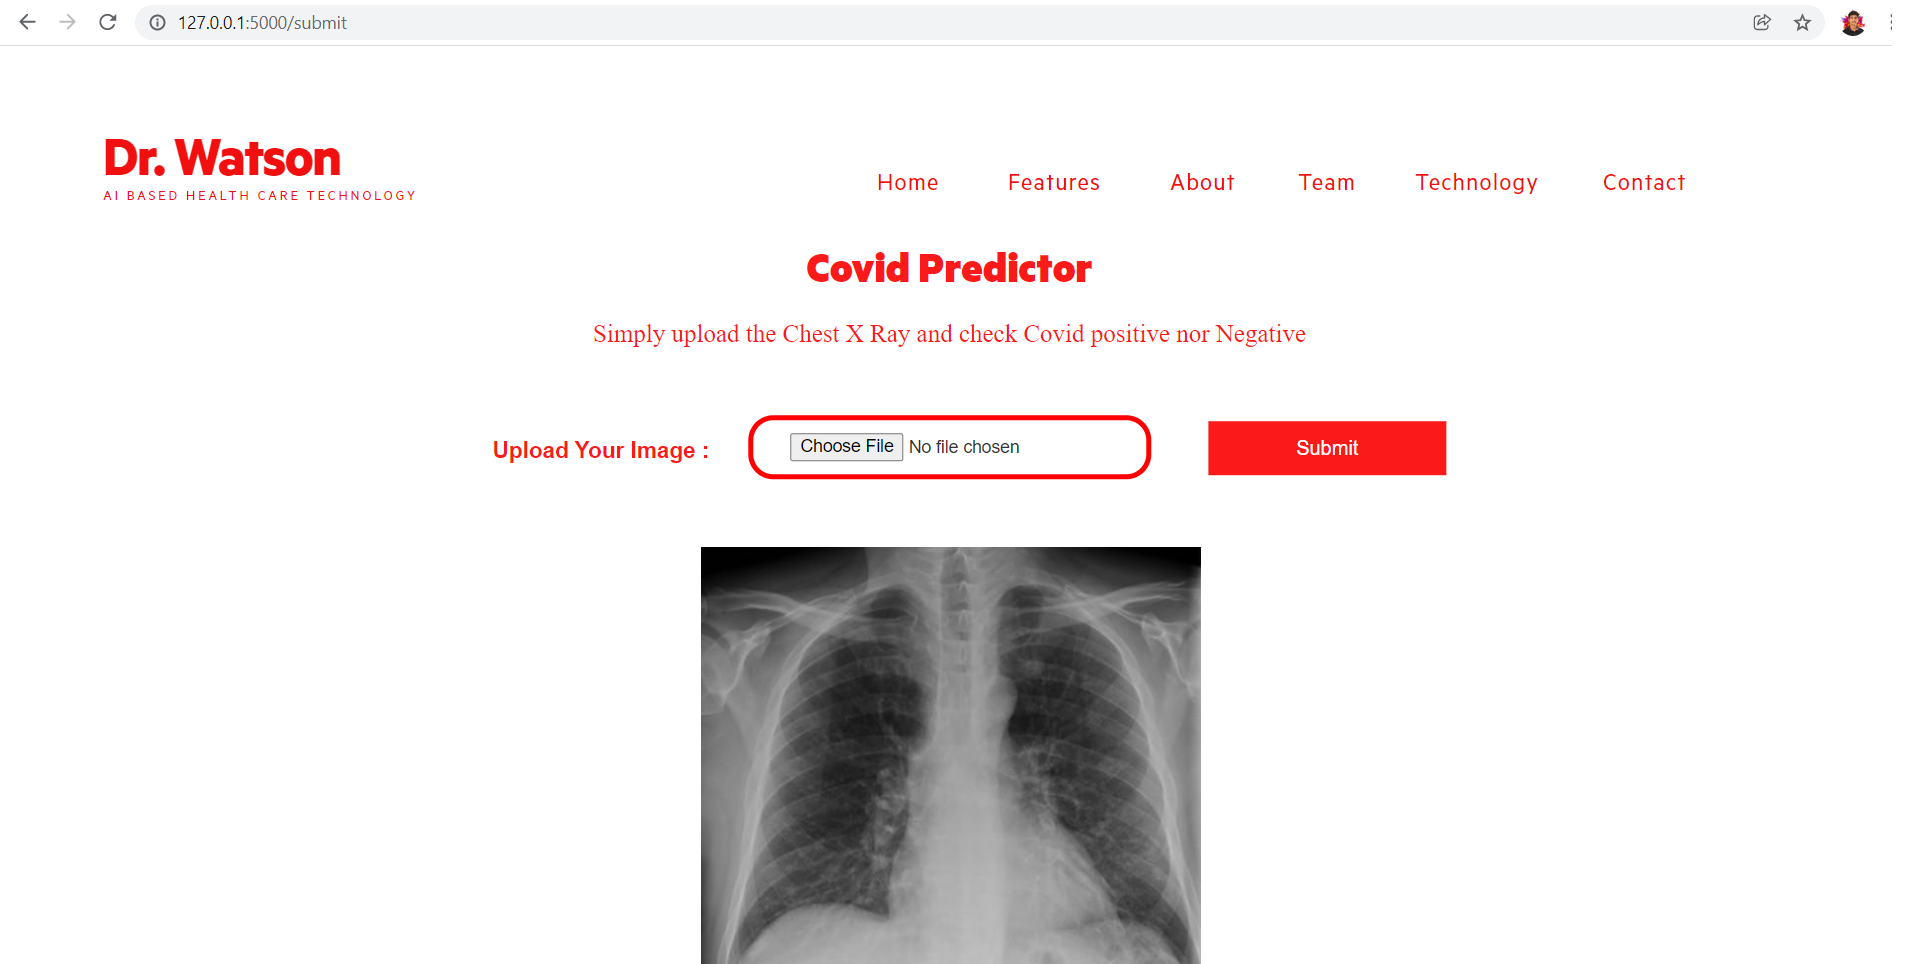 127.0.0.1:5000/submit
Dr. Watson
AI BASED HEALTH CARE TECHNOLOGY
Home Features About Team Technology Contact
Covid Predictor
Simply upload the Chest X Ray and check Covid positive nor Negative
Upload Your Image : Choose File No file chosen Submit